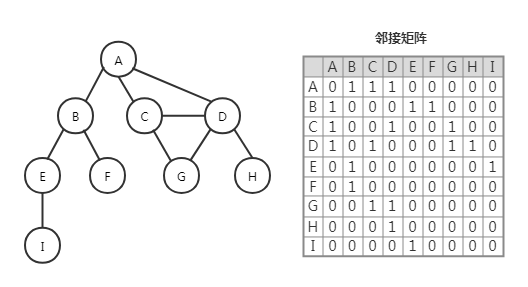 A
B
C
D
E
F
G
H
I
邻接矩阵
A B C D E F G H I
A 0 1 1 1 0 0 0 0 0
B 1 0 0 0 1 1 0 0 0
C 1 0 0 1 0 0 1 0 0
D 1 0 1 0 0 0 1 1 0
E 0 1 0 0 0 0 0 0 1
F 0 1 0 0 0 0 0 0 0
G 0 0 1 1 0 0 0 0 0
H 0 0 0 1 0 0 0 0 0
I 0 0 0 0 1 0 0 0 0